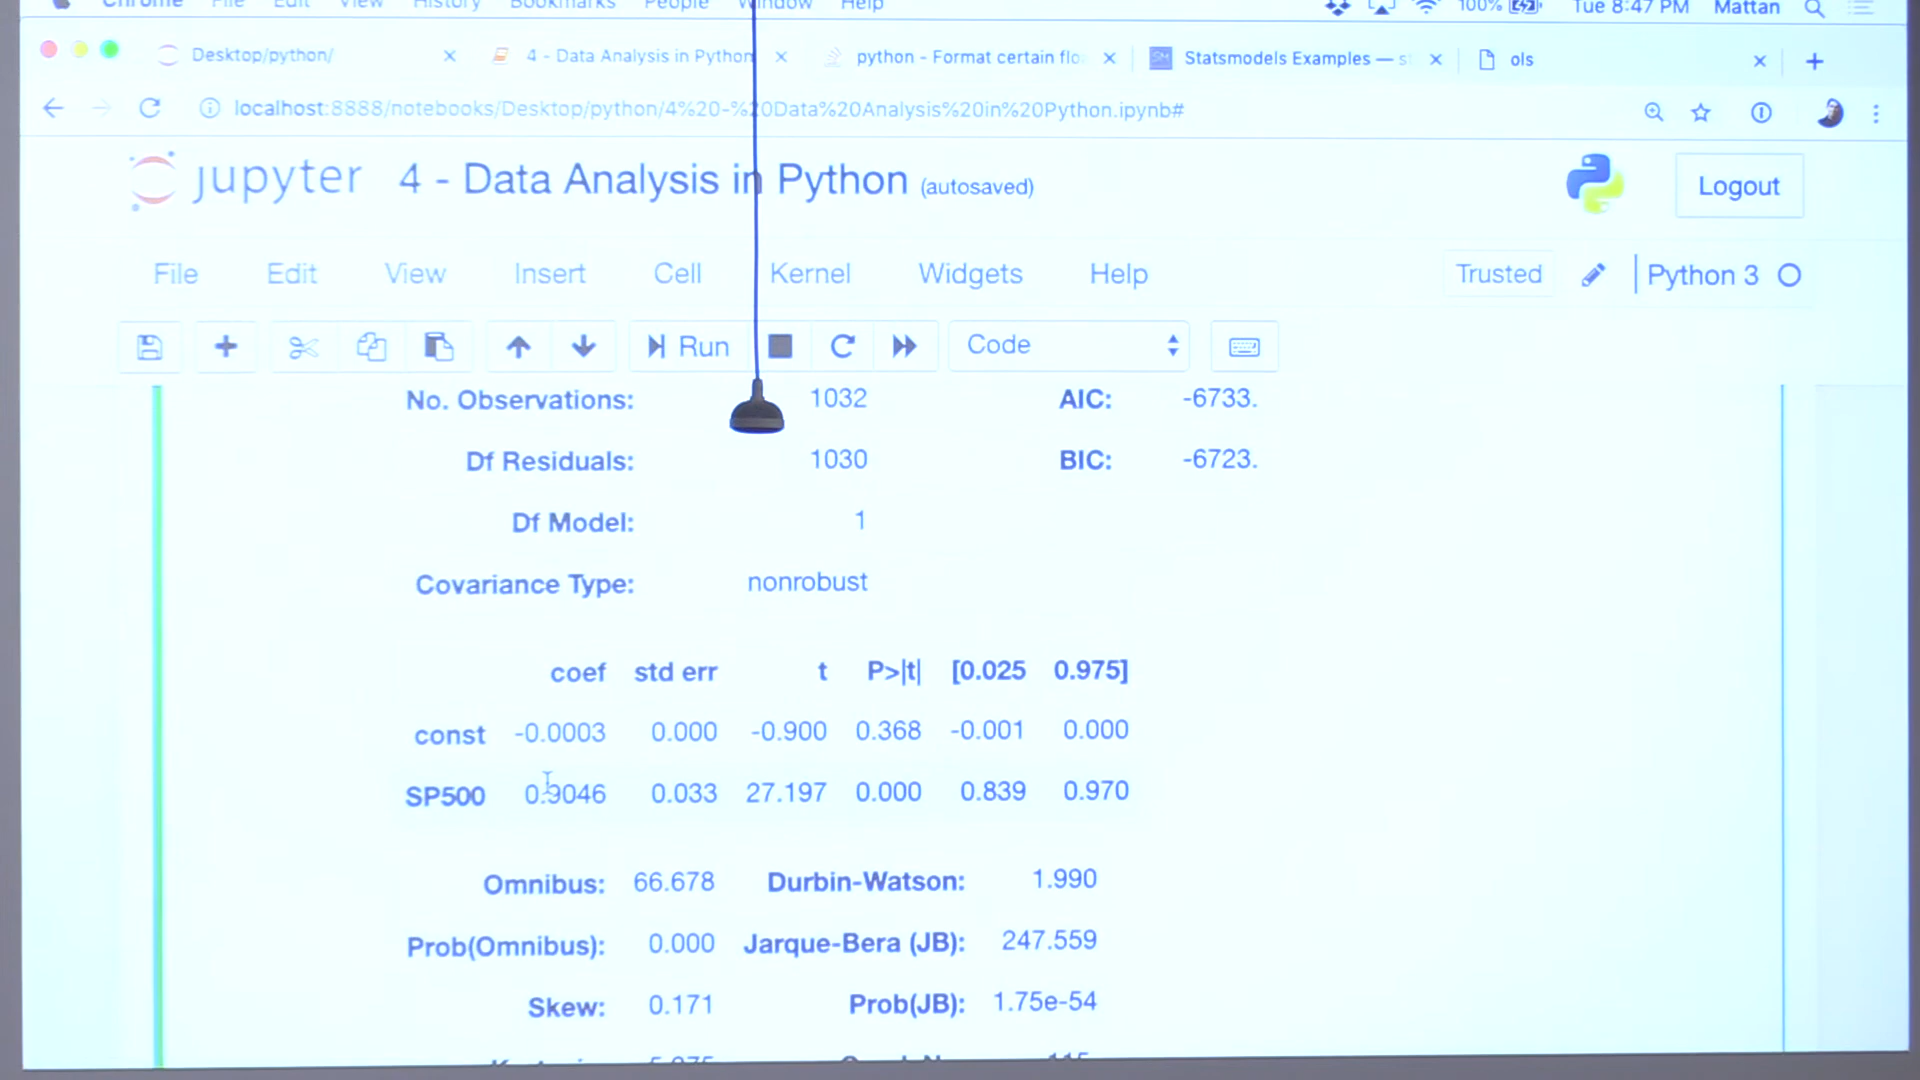 Chrome File Edit View History Bookmarks People Window Help 100% Tue 8:47 PM Mattan
Desktop/python/ 4 - Data Analysis in Python python - Format certain flo Statsmodels Examples — s ols
localhost:8888/notebooks/Desktop/python/4%20-%20Data%20Analysis%20in%20Python.ipynb#
jupyter 4 - Data Analysis in Python (autosaved) Logout
File Edit View Insert Cell Kernel Widgets Help Trusted Python 3
Run Code
No. Observations: 1032 AIC: -6733.
Df Residuals: 1030 BIC: -6723.
Df Model: 1
Covariance Type: nonrobust
coef std err t P>|t| [0.025 0.975]
const -0.0003 0.000 -0.900 0.368 -0.001 0.000
SP500 0.9046 0.033 27.197 0.000 0.839 0.970
Omnibus: 66.678 Durbin-Watson: 1.990
Prob(Omnibus): 0.000 Jarque-Bera (JB): 247.559
Skew: 0.171 Prob(JB): 1.75e-54